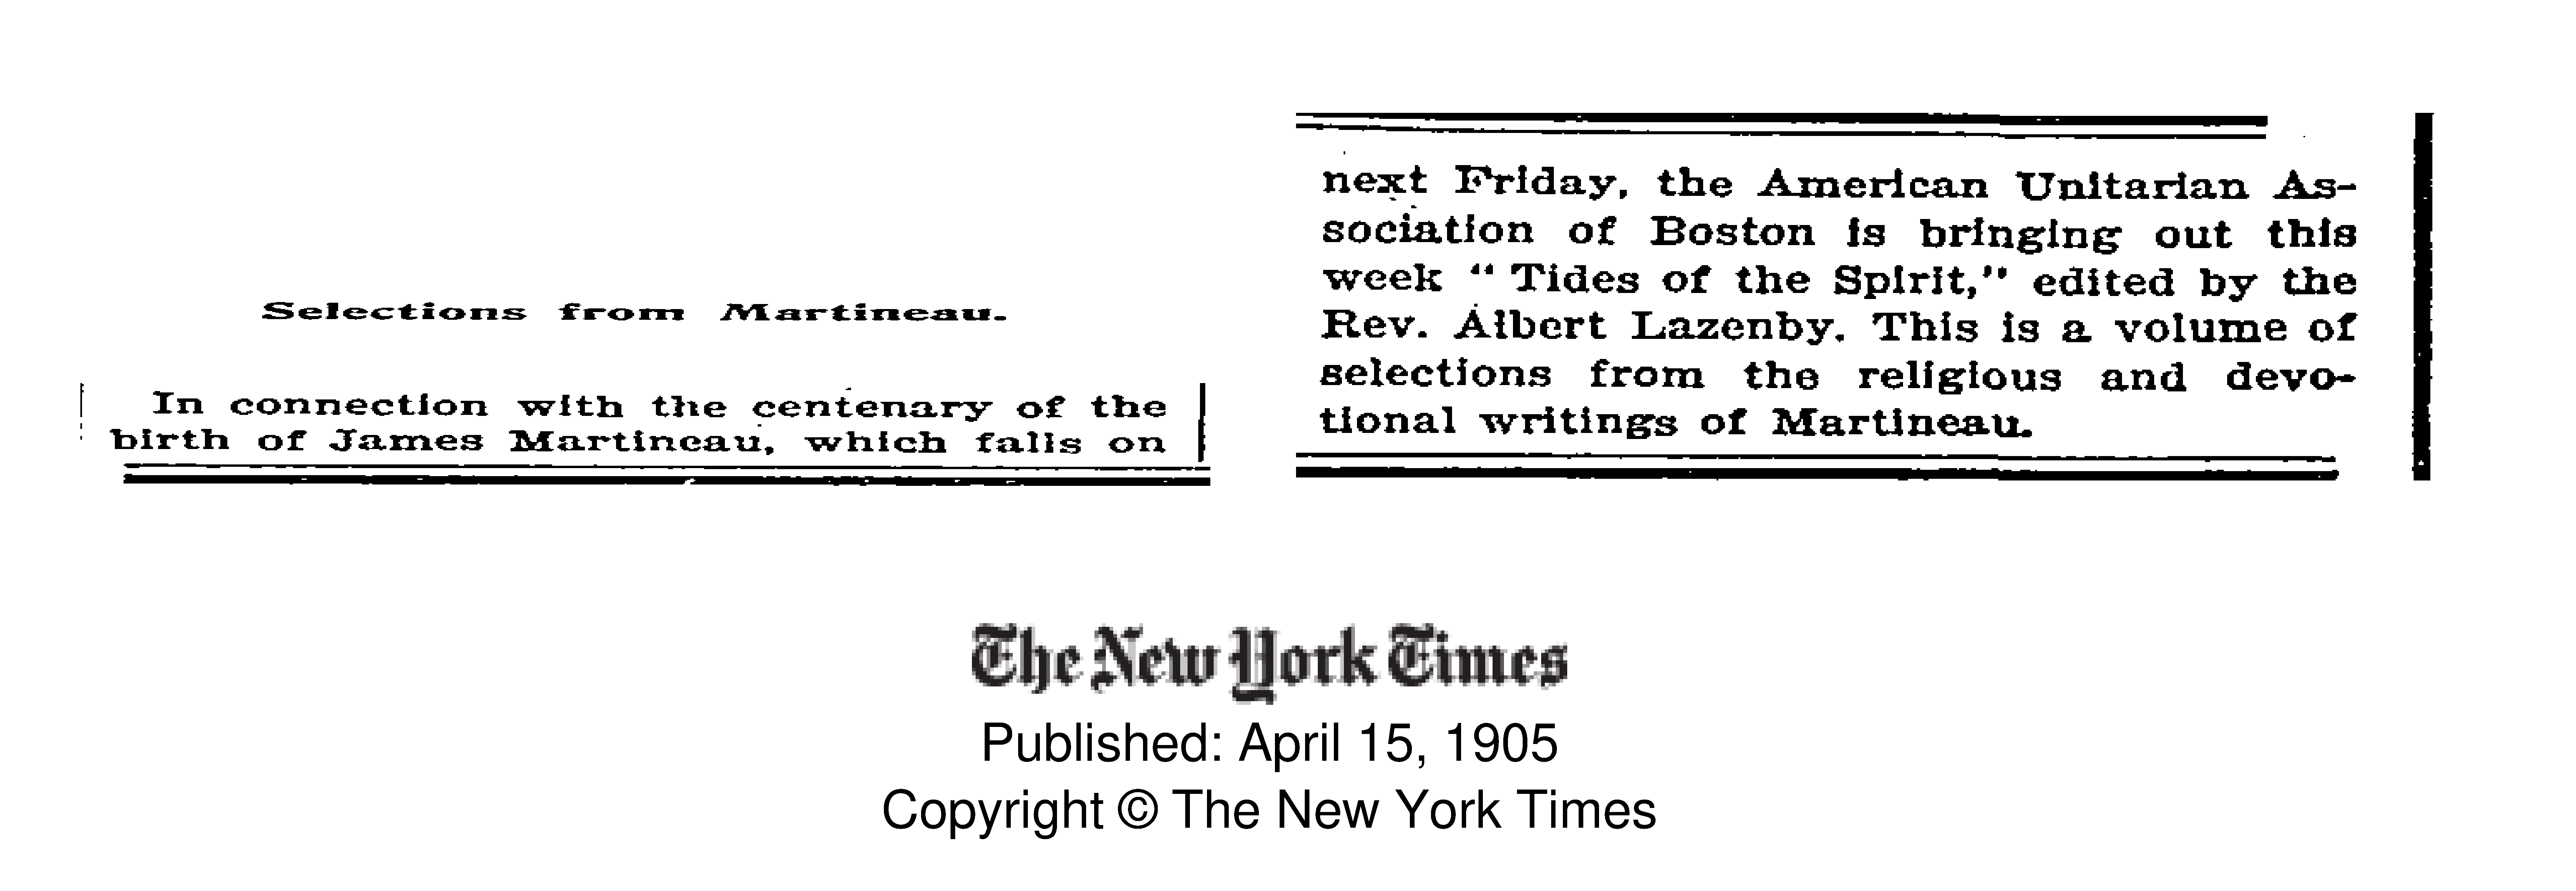 Selections from Martineau.
In connection with the centenary of the
birth of James Martineau, which falls on
next Friday, the American Unitarian As-
sociation of Boston is bringing out this
week "Tides of the Spirit," edited by the
Rev. Albert Lazenby. This is a volume of
selections from the religious and devo-
tional writings of Martineau.
The New York Times
Published: April 15, 1905
Copyright © The New York Times